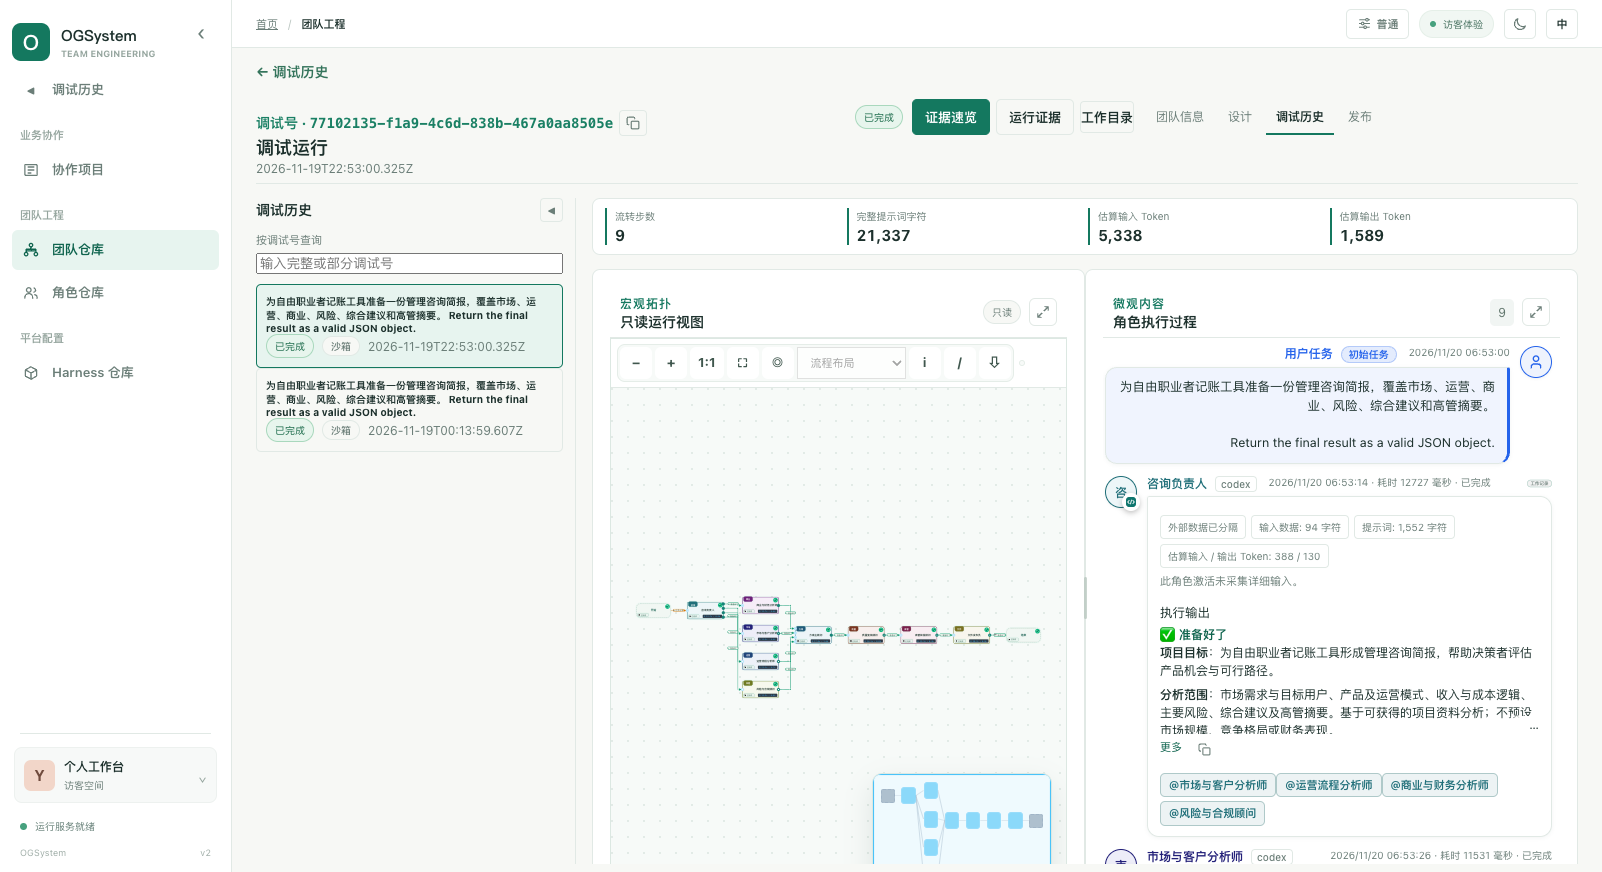 O
OGSystem
TEAM ENGINEERING
调试历史
业务协作
协作项目
团队工程
团队仓库
角色仓库
平台配置
Harness 仓库
Y
个人工作台
访客空间
运行服务就绪
OGSystem
v2
首页 / 团队工程
普通
访客体验
中
← 调试历史
调试号 · 77102135-f1a9-4c6d-838b-467a0aa8505e
调试运行
2026-11-19T22:53:00.325Z
已完成
证据速览
运行证据
工作目录
团队信息
设计
调试历史
发布
调试历史
按调试号查询
输入完整或部分调试号
为自由职业者记账工具准备一份管理咨询简报，覆盖市场、运
营、商业、风险、综合建议和高管摘要。 Return the final
result as a valid JSON object.
已完成 沙箱 2026-11-19T22:53:00.325Z
为自由职业者记账工具准备一份管理咨询简报，覆盖市场、运
营、商业、风险、综合建议和高管摘要。 Return the final
result as a valid JSON object.
已完成 沙箱 2026-11-19T00:13:59.607Z
流转步数
9
完整提示词字符
21,337
估算输入 Token
5,338
估算输出 Token
1,589
宏观拓扑
只读运行视图
只读
− + 1:1 流程布局 i /
微观内容
角色执行过程
9
用户任务 初始任务 2026/11/20 06:53:00
为自由职业者记账工具准备一份管理咨询简报，覆盖市场、运营、商
业、风险、综合建议和高管摘要。
Return the final result as a valid JSON object.
咨
咨询负责人 codex 2026/11/20 06:53:14 · 耗时 12727 毫秒 · 已完成
外部数据已分隔 输入数据: 94 字符 提示词: 1,552 字符
估算输入 / 输出 Token: 388 / 130
此角色激活未采集详细输入。
执行输出
✅ 准备好了
项目目标：为自由职业者记账工具形成管理咨询简报，帮助决策者评估
产品机会与可行路径。
分析范围：市场需求与目标用户、产品及运营模式、收入与成本逻辑、
主要风险、综合建议及高管摘要。基于可获得的项目资料分析；不预设
市场规模、竞争格局或财务表现。
...
更多
@市场与客户分析师 @运营流程分析师 @商业与财务分析师
@风险与合规顾问
市场与客户分析师 codex 2026/11/20 06:53:26 · 耗时 11531 毫秒 · 已完成